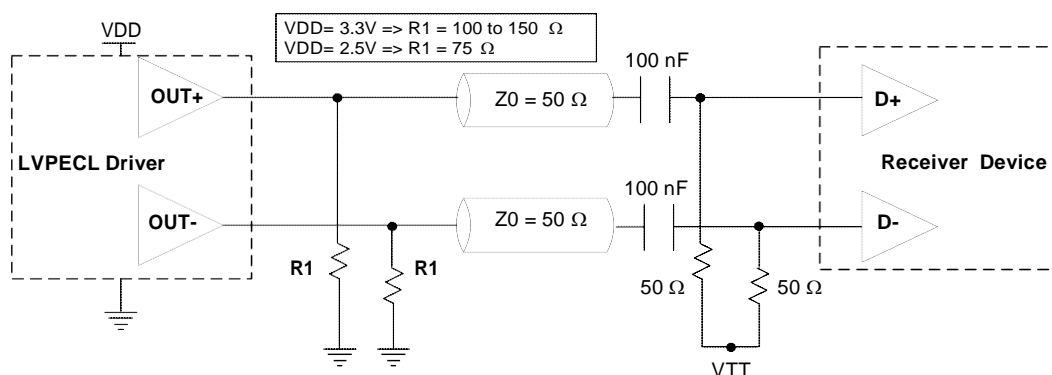 VDD= 3.3V => R1 = 100 to 150 Ω
VDD= 2.5V => R1 = 75 Ω
VDD
100 nF
OUT+
Z0 = 50 Ω
D+
LVPECL Driver
Receiver Device
100 nF
OUT-
Z0 = 50 Ω
D-
R1
R1
50 Ω
50 Ω
VTT